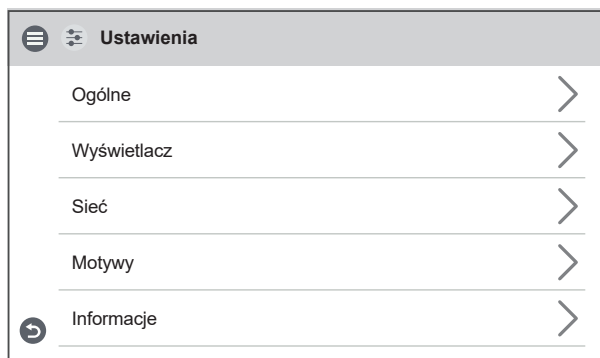 Ustawienia
Ogólne
Wyświetlacz
Sieć
Motywy
Informacje